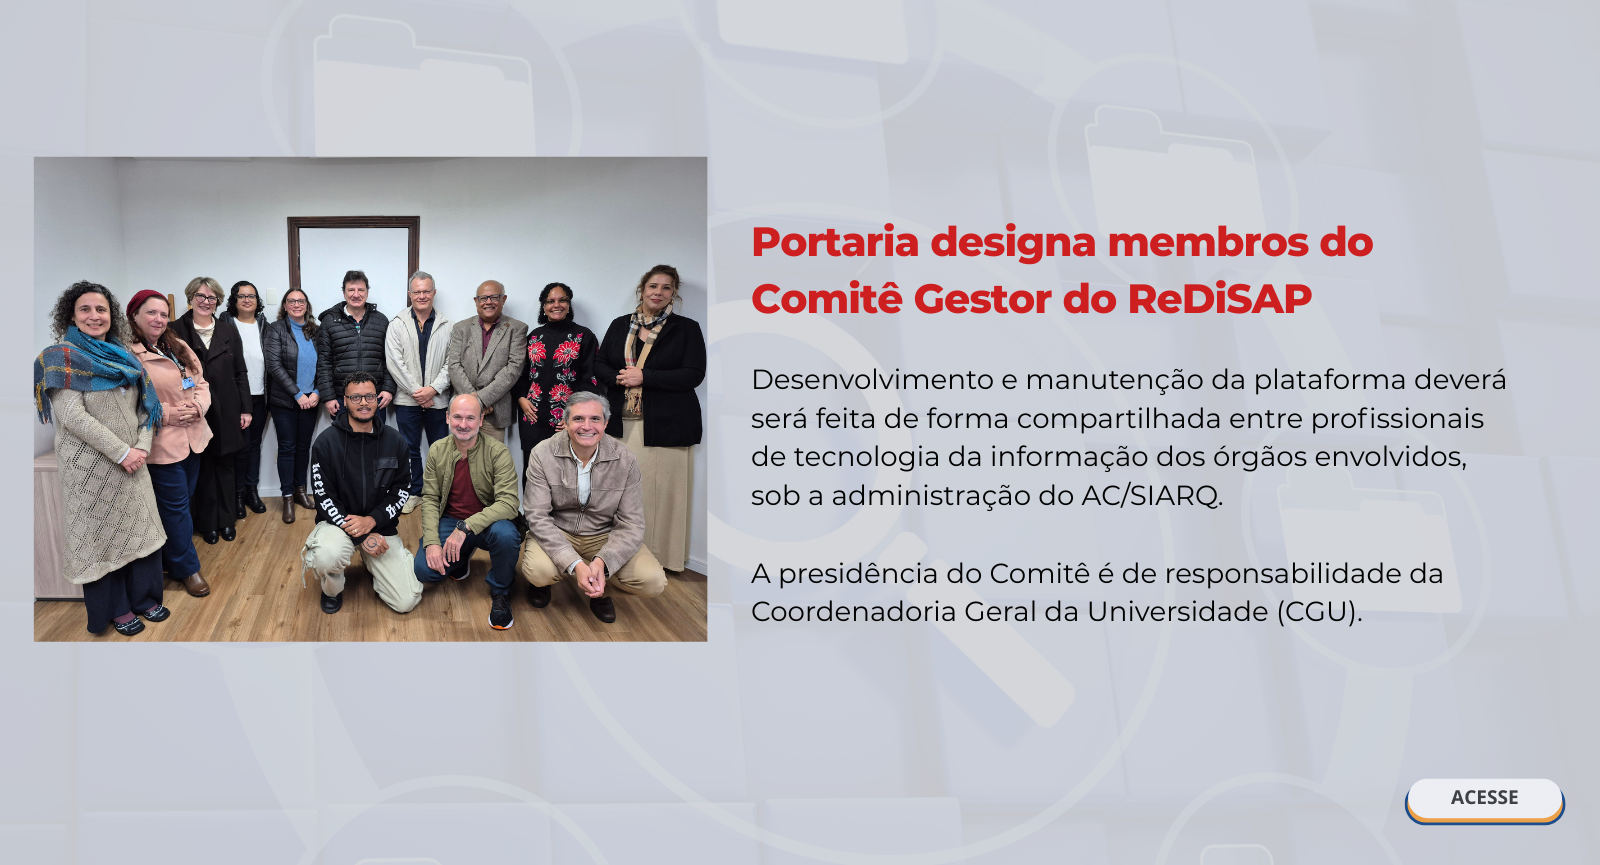 Portaria designa membros do
Comitê Gestor do ReDiSAP
Desenvolvimento e manutenção da plataforma deverá
será feita de forma compartilhada entre profissionais
de tecnologia da informação dos órgãos envolvidos,
sob a administração do AC/SIARQ.
A presidência do Comitê é de responsabilidade da
Coordenadoria Geral da Universidade (CGU).
keep goin
ACESSE